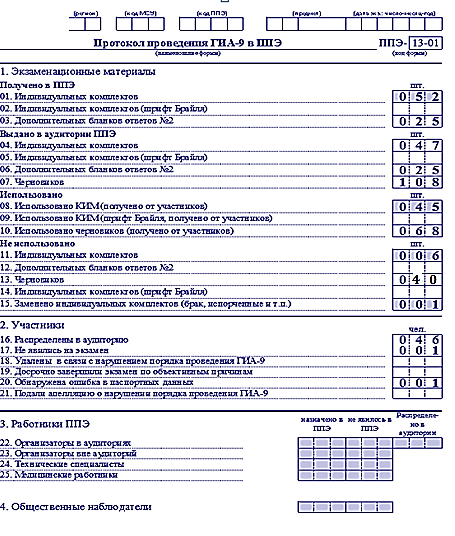 (регион) (код МСУ) (код ППЭ) (предмет) (дата экз.: число-месяц-год)
Протокол проведения ГИА-9 в ППЭ ППЭ- 13-01
(наименование формы) (код формы)
1. Экзаменационные материалы
Получено в ППЭ шт.
01. Индивидуальных комплектов 0 5 2
02. Индивидуальных комплектов (шрифт Брайля)
03. Дополнительных бланков ответов №2 0 2 5
Выдано в аудитории ППЭ шт.
04. Индивидуальных комплектов 0 4 7
05. Индивидуальных комплектов (шрифт Брайля)
06. Дополнительных бланков ответов №2 0 2 5
07. Черновиков 1 0 8
Использовано шт.
08. Использовано КИМ (получено от участников) 0 4 5
09. Использовано КИМ (шрифт Брайля, получено от участников)
10. Использовано черновиков (получено от участников) 0 6 8
Не использовано шт.
11. Индивидуальных комплектов 0 0 6
12. Дополнительных бланков ответов №2
13. Черновиков 0 4 0
14. Индивидуальных комплектов (шрифт Брайля)
15. Заменено индивидуальных комплектов (брак, испорченные и т.п.) 0 0 1
2. Участники чел.
16. Распределены в аудиторию 0 4 6
17. Не явились на экзамен 0 0 1
18. Удалены в связи с нарушением порядка проведения ГИА-9
19. Досрочно завершили экзамен по объективным причинам
20. Обнаружена ошибка в паспортных данных 0 0 1
21. Подали апелляцию о нарушении порядка проведения ГИА-9
3. Работники ППЭ назначено в ППЭ не явилось в ППЭ Распределено в аудитории
22. Организаторы в аудиториях
23. Организаторы вне аудиторий
24. Технические специалисты
25. Медицинские работники
4. Общественные наблюдатели